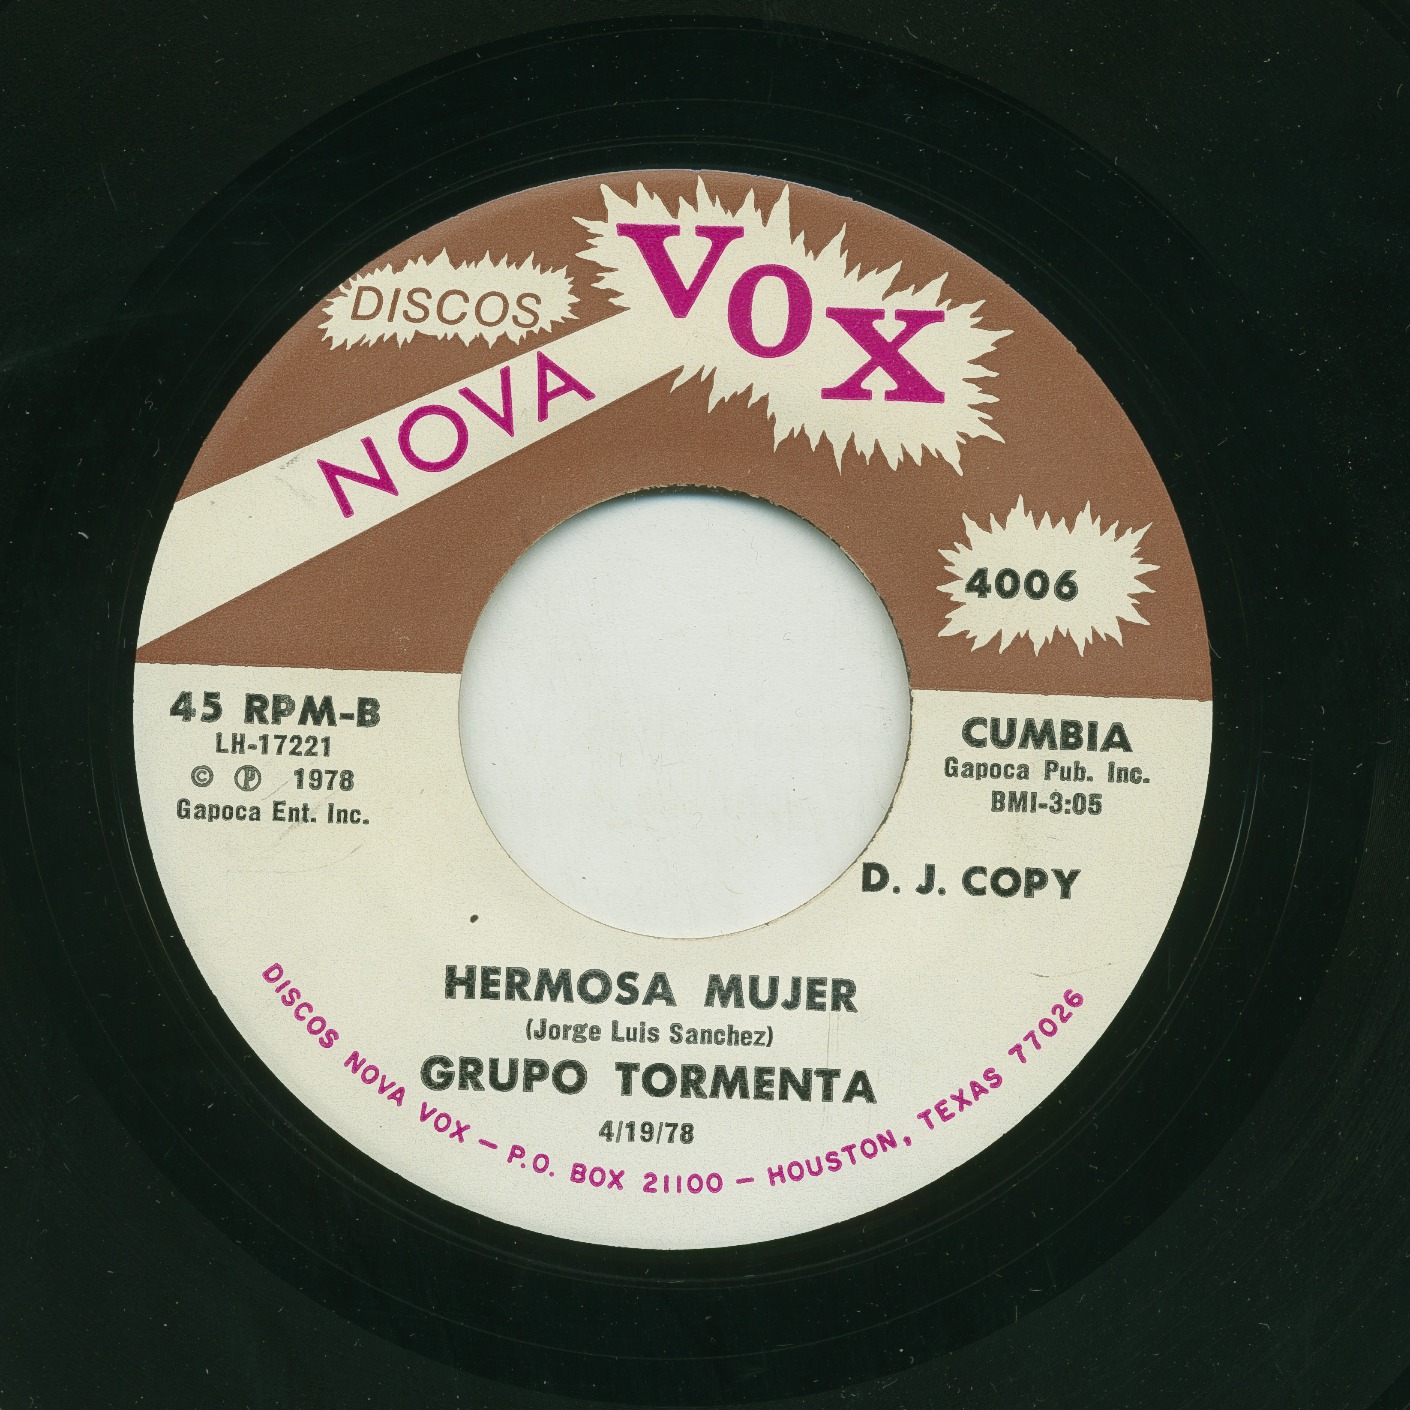 DISCOS
NOVA
VOX
4006
45 RPM-B
LH-17221
© ℗ 1978
Gapoca Ent. Inc.
CUMBIA
Gapoca Pub. Inc.
BMI-3:05
D. J. COPY
HERMOSA MUJER
(Jorge Luis Sanchez)
GRUPO TORMENTA
4/19/78
DISCOS NOVA VOX — P.O. BOX 21100 — HOUSTON, TEXAS 77026